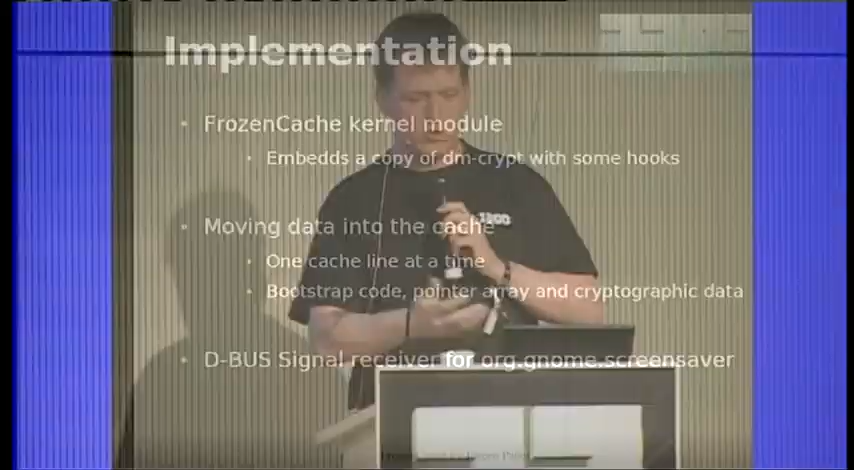 Implementation
• FrozenCache kernel module
• Embedds a copy of dm-crypt with some hooks
• Moving data into the cache
• One cache line at a time
• Bootstrap code, pointer array and cryptographic data
• D-BUS Signal receiver for org.gnome.screensaver